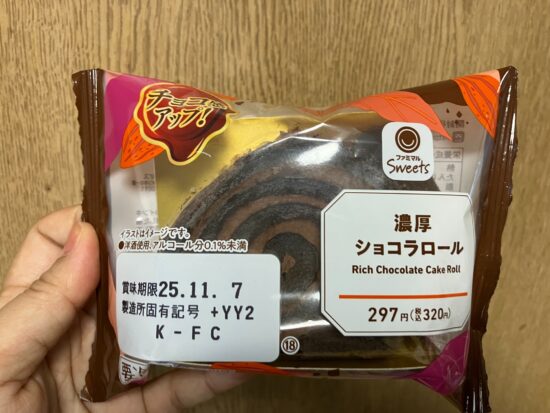 チョコ感
アップ!
ファミマル
Sweets
イラストはイメージです。
●洋酒使用、アルコール分0.1%未満
濃厚
ショコラロール
Rich Chocolate Cake Roll
297円(税込320円)
賞味期限25.11. 7
製造所固有記号 +YY2
K-FC
⑱